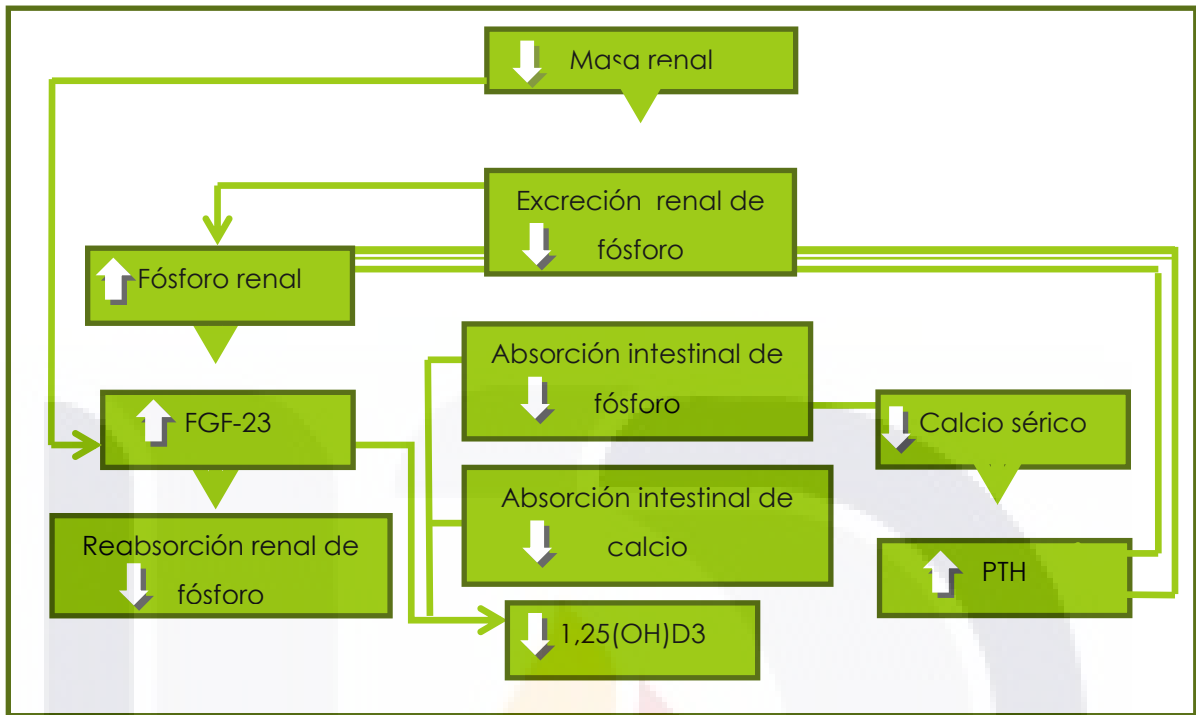 Masa renal
Excreción renal de
fósforo
Fósforo renal
Absorción intestinal de
fósforo
FGF-23
Calcio sérico
Absorción intestinal de
calcio
Reabsorción renal de
fósforo
PTH
1,25(OH)D3